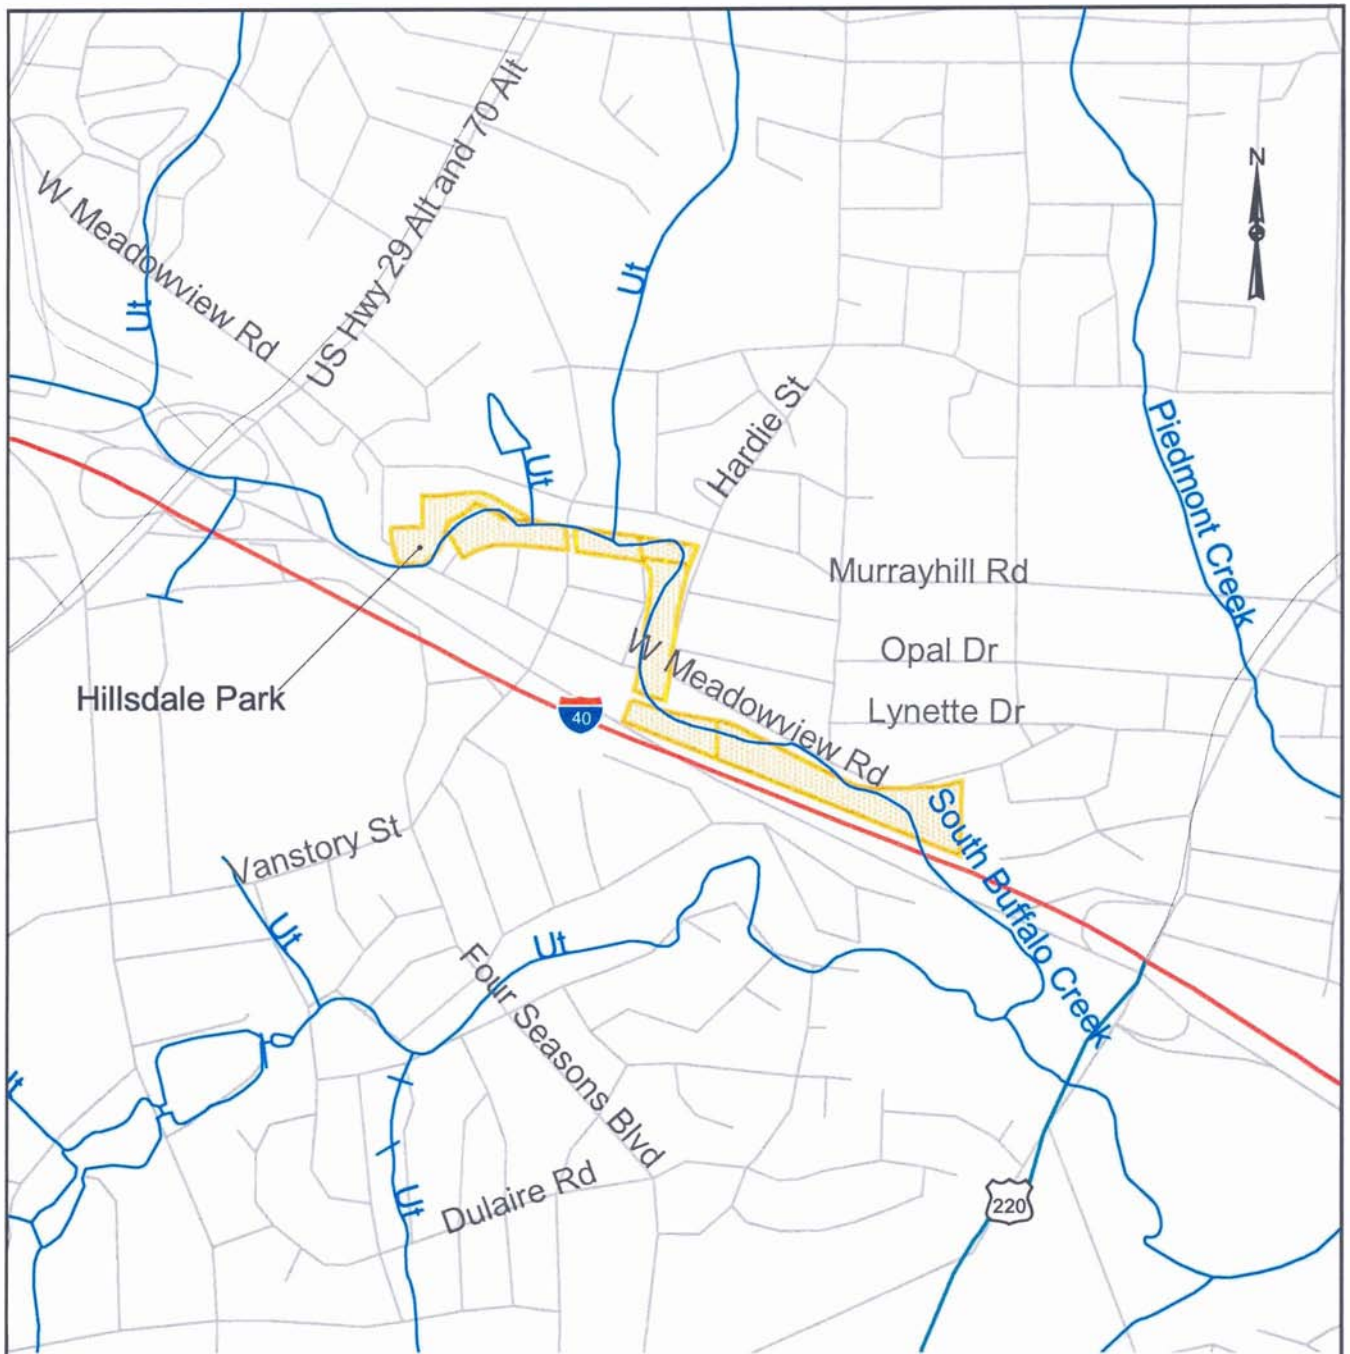 US Hwy 29 Alt and 70 Alt
N
W Meadowview Rd
Ut
Ut
Hardie St
Piedmont Creek
Ut
Murrayhill Rd
Opal Dr
W Meadowview Rd
Hillsdale Park
Lynette Dr
40
South Buffalo Creek
Vanstory St
Ut
Ut
Four Seasons Blvd
Ut
Dulaire Rd
220